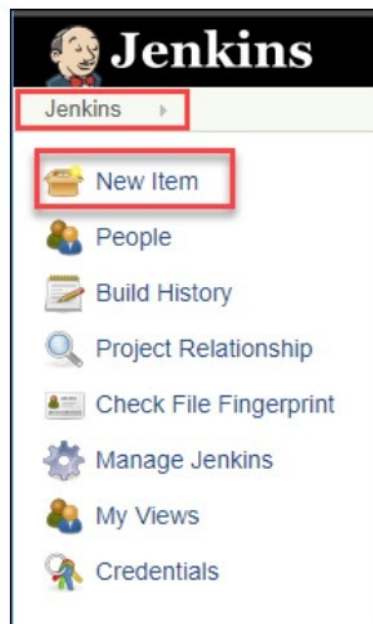 Jenkins
Jenkins
New Item
People
Build History
Project Relationship
Check File Fingerprint
Manage Jenkins
My Views
Credentials